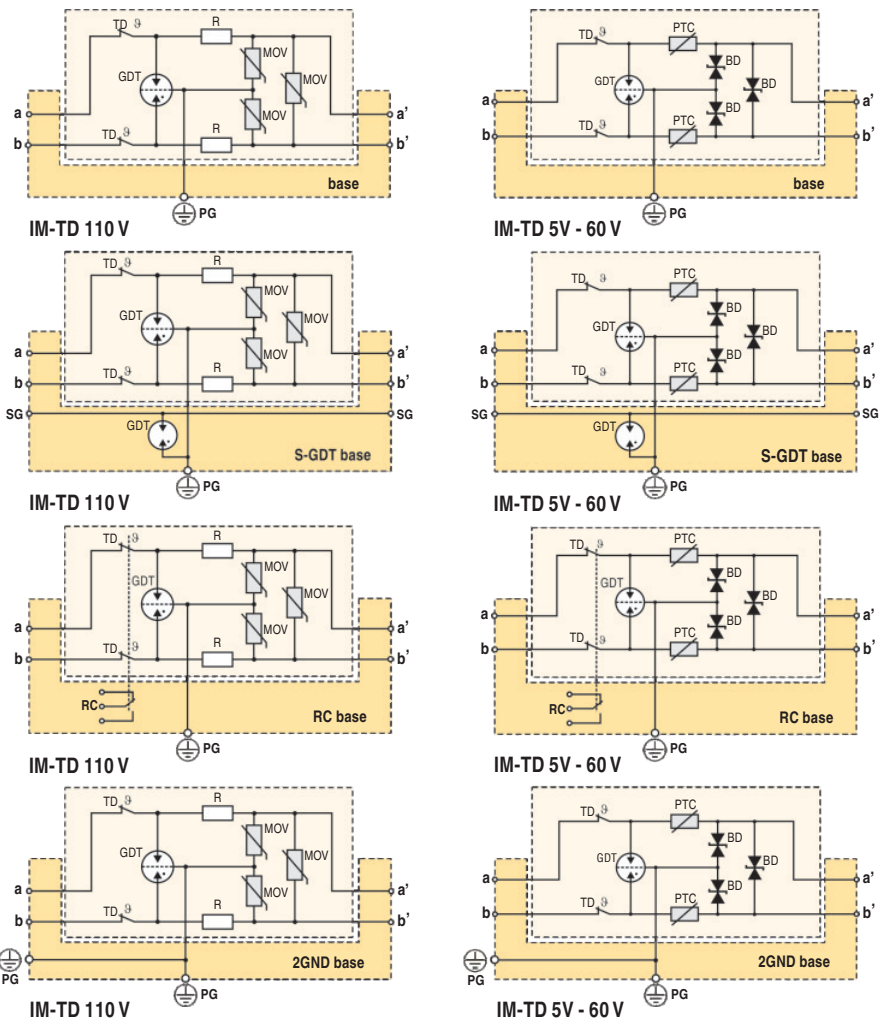 TD ϑ R
MOV
GDT MOV
MOV
a a'
TD ϑ R
b b'
base
PG
IM-TD 110 V
TD ϑ PTC
BD
GDT BD
BD
a a'
TD ϑ PTC
b b'
base
PG
IM-TD 5V - 60 V
TD ϑ R
MOV
GDT MOV
MOV
a a'
TD ϑ R
b b'
SG SG
GDT
S-GDT base
PG
IM-TD 110 V
TD ϑ PTC
BD
GDT BD
BD
a a'
TD ϑ PTC
b b'
SG SG
GDT
S-GDT base
PG
IM-TD 5V - 60 V
TD ϑ R
MOV
GDT MOV
MOV
a a'
TD ϑ R
b b'
RC
RC base
PG
IM-TD 110 V
TD ϑ PTC
BD
GDT BD
BD
a a'
TD ϑ PTC
b b'
RC
RC base
PG
IM-TD 5V - 60 V
TD ϑ R
MOV
GDT MOV
MOV
a a'
TD ϑ R
b b'
2GND base
PG PG
IM-TD 110 V
TD ϑ PTC
BD
GDT BD
BD
a a'
TD ϑ PTC
b b'
2GND base
PG PG
IM-TD 5V - 60 V